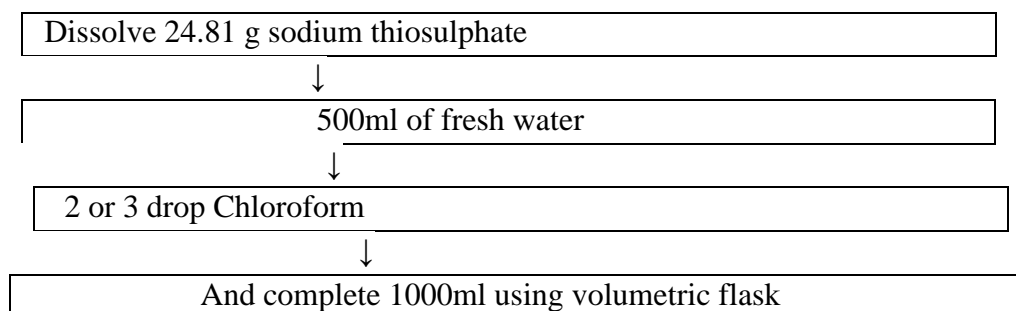 Dissolve 24.81 g sodium thiosulphate
↓
500ml of fresh water
↓
2 or 3 drop Chloroform
↓
And complete 1000ml using volumetric flask